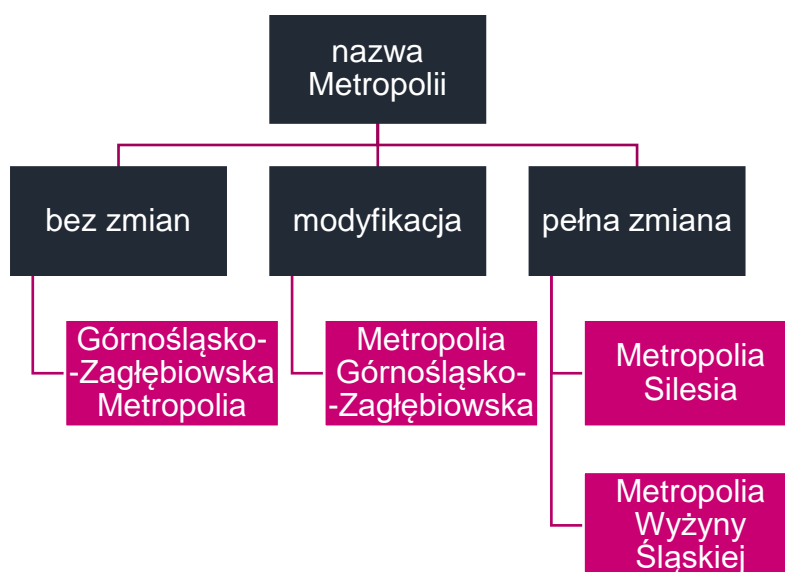 nazwa
Metropolii
bez zmian
modyfikacja
pełna zmiana
Górnośląsko-
-Zagłębiowska
Metropolia
Metropolia
Górnośląsko-
-Zagłębiowska
Metropolia
Silesia
Metropolia
Wyżyny
Śląskiej